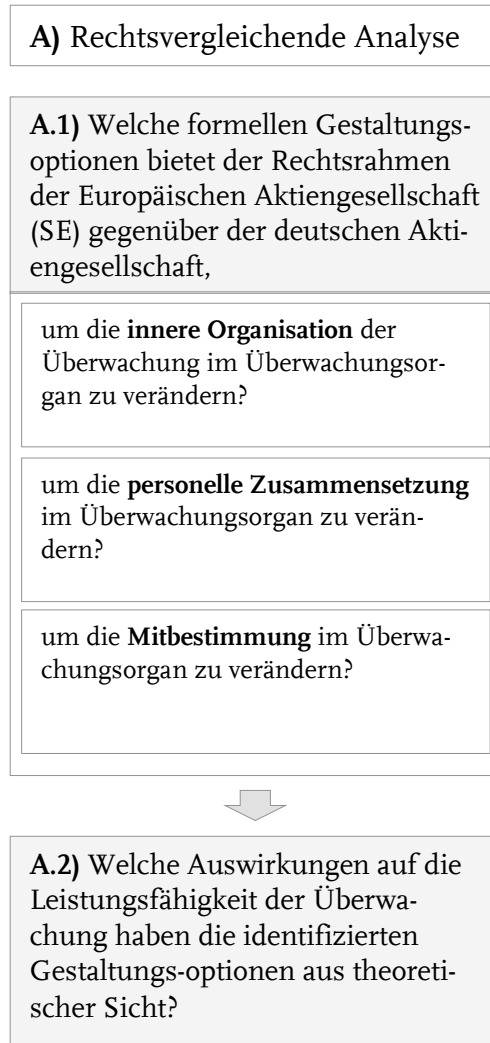 A) Rechtsvergleichende Analyse
A.1) Welche formellen Gestaltungs-
optionen bietet der Rechtsrahmen
der Europäischen Aktiengesellschaft
(SE) gegenüber der deutschen Akti-
engesellschaft,
um die innere Organisation der
Überwachung im Überwachungsor-
gan zu verändern?
um die personelle Zusammensetzung
im Überwachungsorgan zu verän-
dern?
um die Mitbestimmung im Überwa-
chungsorgan zu verändern?
A.2) Welche Auswirkungen auf die
Leistungsfähigkeit der Überwa-
chung haben die identifizierten
Gestaltungs-optionen aus theoreti-
scher Sicht?